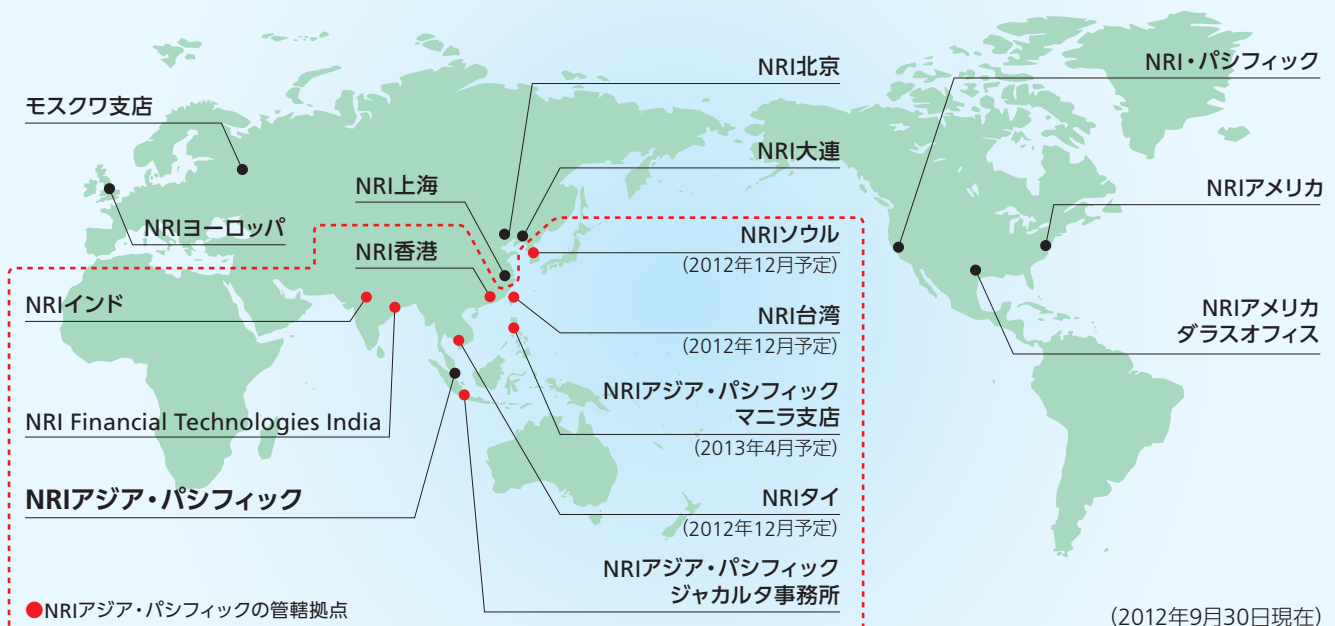 モスクワ支店
NRIヨーロッパ
NRI北京
NRI大連
NRI上海
NRI香港
NRIインド
NRI Financial Technologies India
NRIアジア・パシフィック
NRIソウル
(2012年12月予定)
NRI台湾
(2012年12月予定)
NRIアジア・パシフィック
マニラ支店
(2013年4月予定)
NRIタイ
(2012年12月予定)
NRIアジア・パシフィック
ジャカルタ事務所
NRI・パシフィック
NRIアメリカ
NRIアメリカ
ダラスオフィス
●NRIアジア・パシフィックの管轄拠点
(2012年9月30日現在)